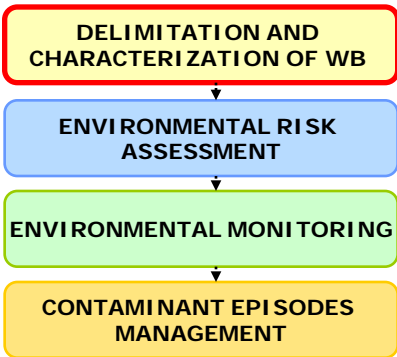 DELIMITATION AND
CHARACTERIZATION OF WB
ENVIRONMENTAL RISK
ASSESSMENT
ENVIRONMENTAL MONITORING
CONTAMINANT EPISODES
MANAGEMENT